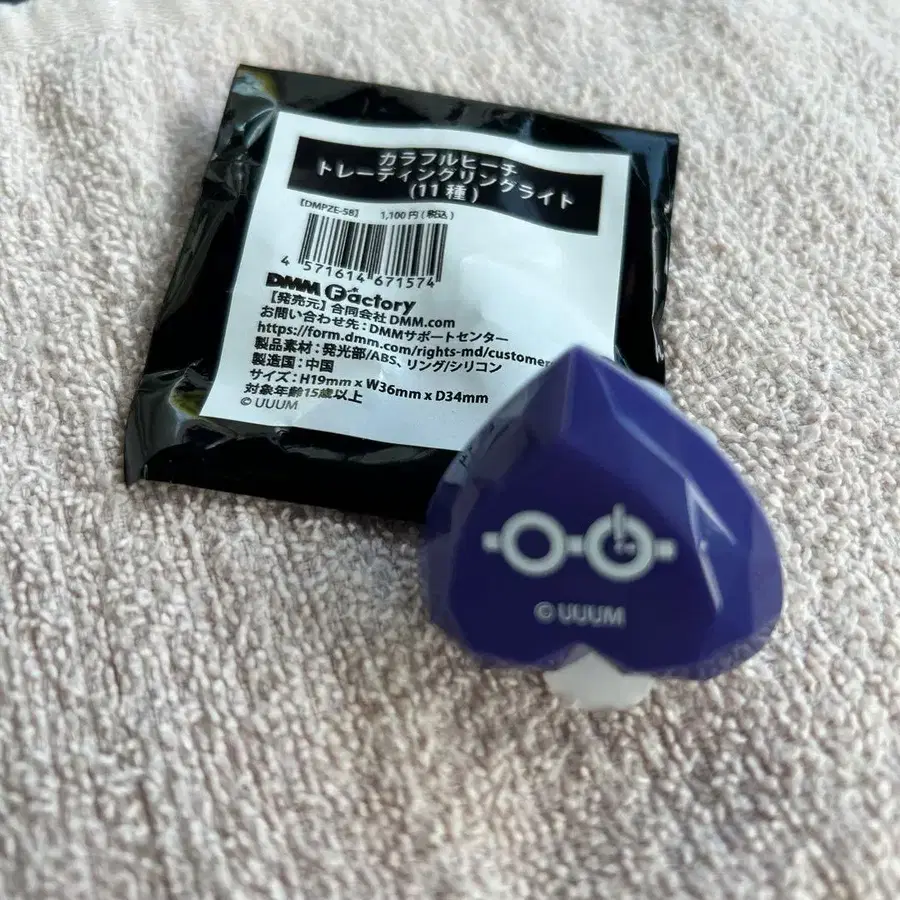 カラフルピーチ
トレーディングリングライト
(11種)
【DMPZE-58】 1,100円(税込)
4 571614 671574
DMM Factory
【発売元】合同会社DMM.com
お問い合わせ先:DMMサポートセンター
https://form.dmm.com/rights-md/customer
製品素材:発光部/ABS、リング/シリコン
製造国:中国
サイズ:H19mm x W36mm x D34mm
対象年齢15歳以上
© UUUM
© UUUM